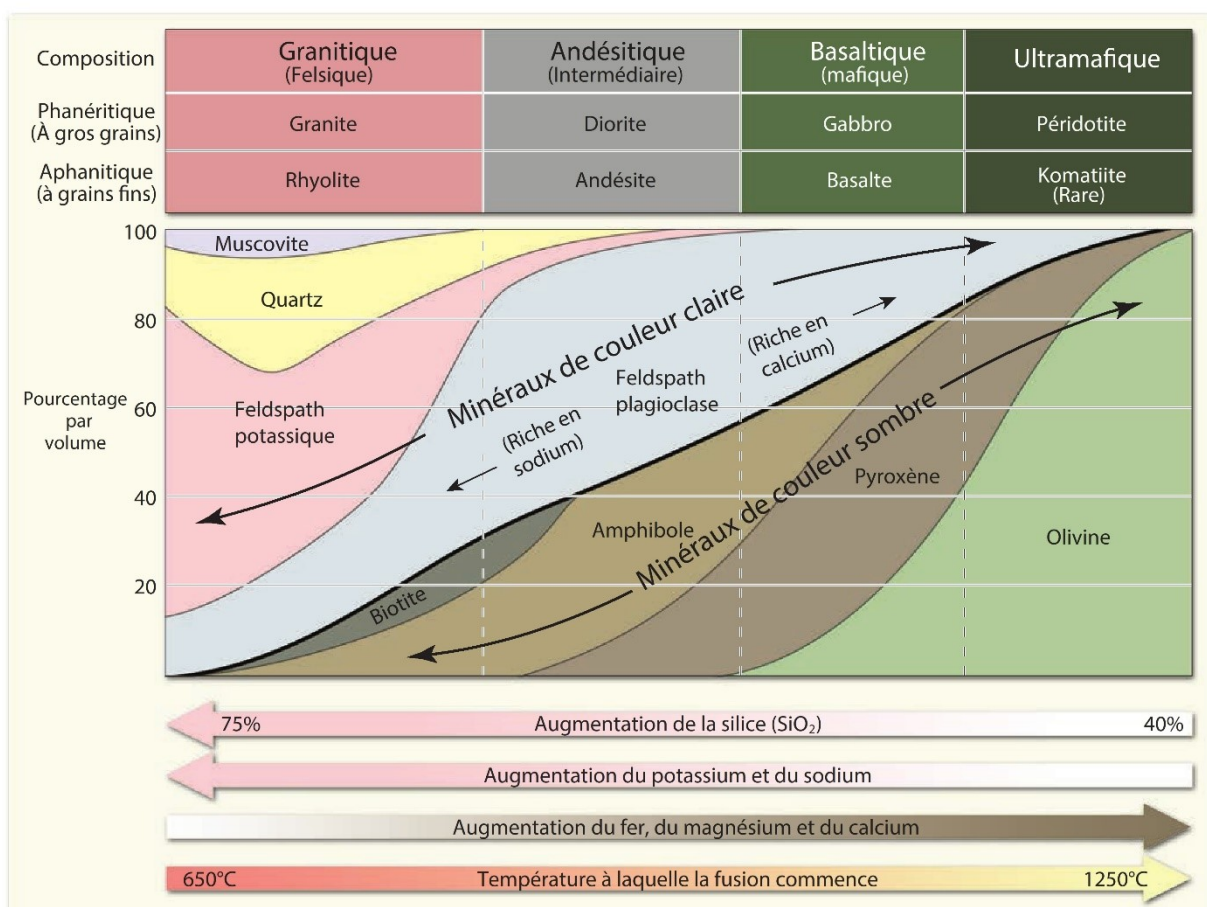 Composition
Granitique
(Felsique)
Andésitique
(Intermédiaire)
Basaltique
(mafique)
Ultramafique
Phanéritique
(À gros grains)
Granite
Diorite
Gabbro
Péridotite
Aphanitique
(à grains fins)
Rhyolite
Andésite
Basalte
Komatiite
(Rare)
Pourcentage
par
volume
100
80
60
40
20
Muscovite
Quartz
Feldspath
potassique
Minéraux de couleur claire
(Riche en
sodium)
Feldspath
plagioclase
(Riche en
calcium)
Biotite
Amphibole
Minéraux de couleur sombre
Pyroxène
Olivine
75% Augmentation de la silice (SiO₂) 40%
Augmentation du potassium et du sodium
Augmentation du fer, du magnésium et du calcium
650°C Température à laquelle la fusion commence 1250°C